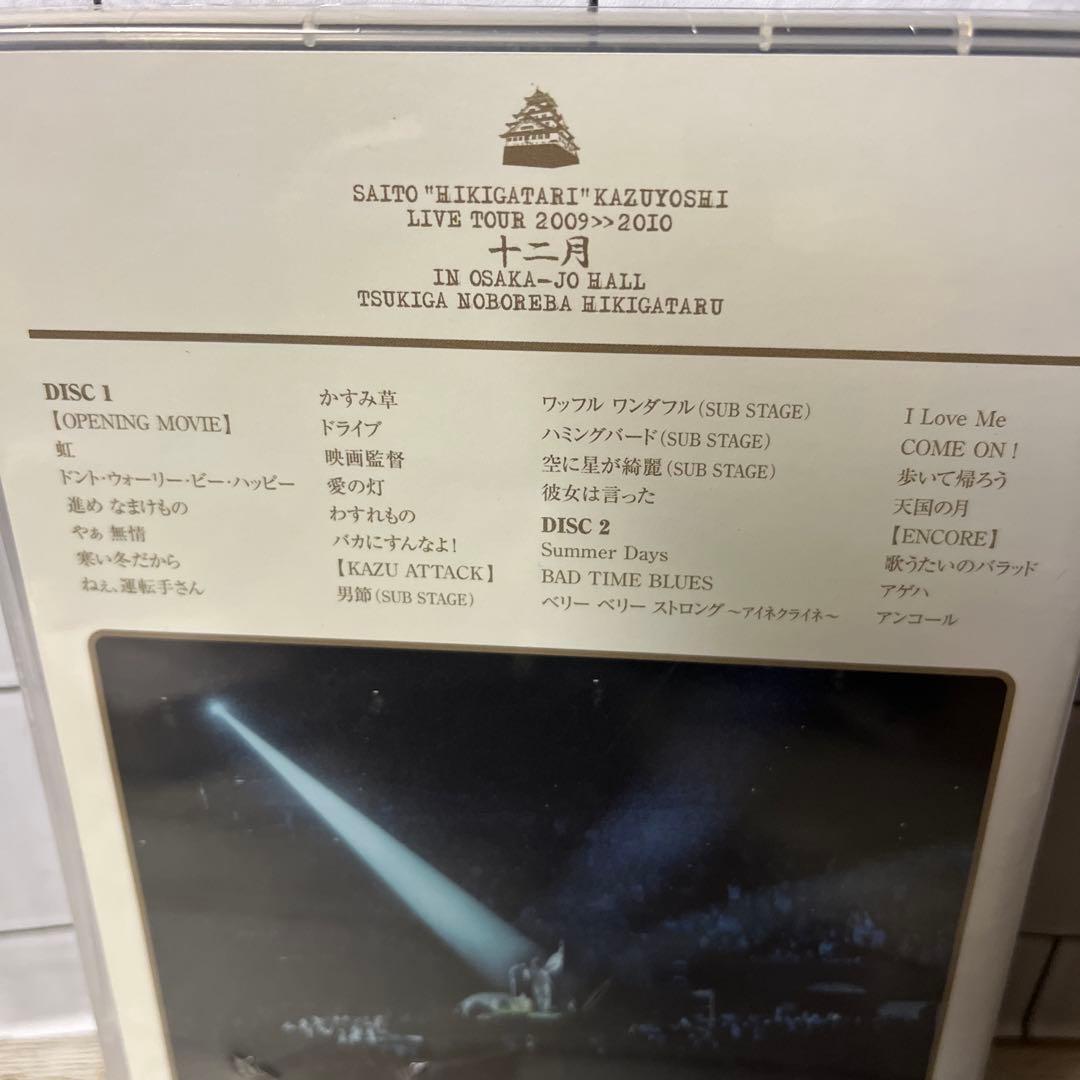 SAITO "HIKIGATARI" KAZUYOSHI
LIVE TOUR 2009>>2010
十二月
IN OSAKA-JO HALL
TSUKIGA NOBOREBA HIKIGATARU
DISC 1
【OPENING MOVIE】
虹
ドント・ウォーリー・ビー・ハッピー
進め なまけもの
やぁ 無情
寒い冬だから
ねぇ、運転手さん
かすみ草
ドライブ
映画監督
愛の灯
わすれもの
バカにすんなよ!
【KAZU ATTACK】
男節(SUB STAGE)
ワッフル ワンダフル(SUB STAGE)
ハミングバード(SUB STAGE)
空に星が綺麗(SUB STAGE)
彼女は言った
DISC 2
Summer Days
BAD TIME BLUES
ベリー ベリー ストロング～アイネクライネ～
I Love Me
COME ON!
歩いて帰ろう
天国の月
【ENCORE】
歌うたいのバラッド
アゲハ
アンコール